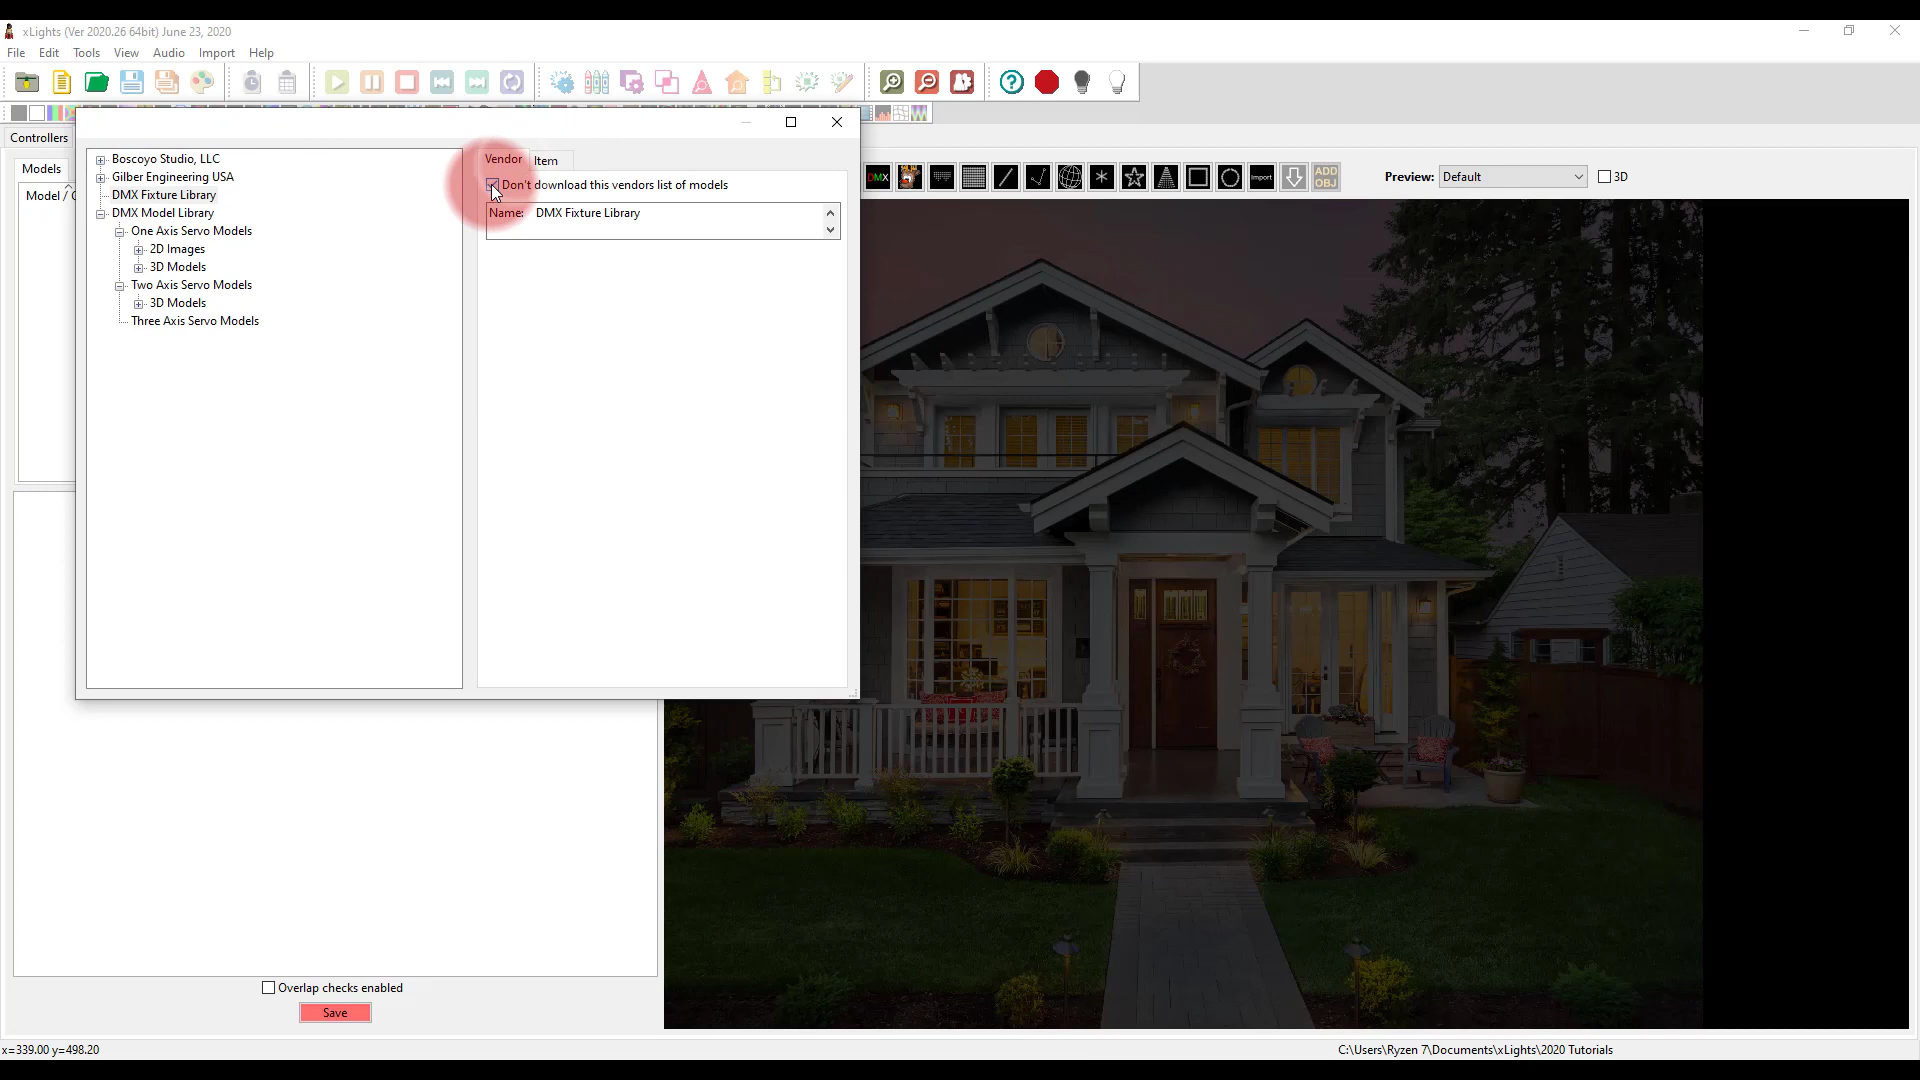 xLights (Ver 2020.26 64bit) June 23, 2020
File Edit Tools View Audio Import Help
Controllers
Models
Model /
Boscoyo Studio, LLC
Gilber Engineering USA
DMX Fixture Library
DMX Model Library
One Axis Servo Models
2D Images
3D Models
Two Axis Servo Models
3D Models
Three Axis Servo Models
Vendor Item
Don't download this vendors list of models
Name: DMX Fixture Library
DMX
Import
ADD
OBJ
Preview: Default 3D
Overlap checks enabled
Save
x=339.00 y=498.20
C:\Users\Ryzen 7\Documents\xLights\2020 Tutorials